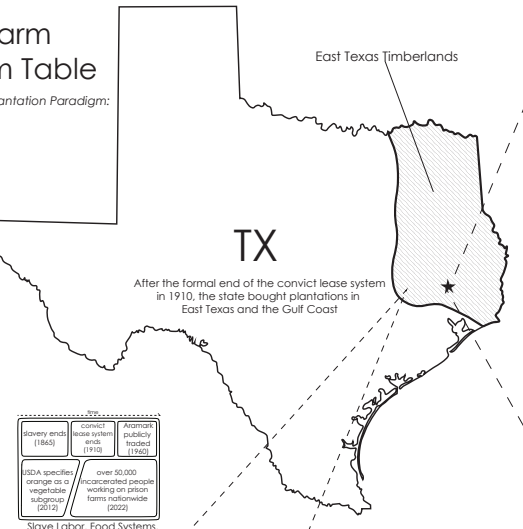 arm
m Table
antation Paradigm:
East Texas Timberlands
TX
After the formal end of the convict lease system
in 1910, the state bought plantations in
East Texas and the Gulf Coast
time
slavery ends
(1865)
convict
lease system
ends
(1910)
Aramark
publicly
traded
(1960)
USDA specifies
orange as a
vegetable
subgroup
(2012)
over 50,000
incarcerated people
working on prison
farms nationwide
(2022)
Slave Labor, Food Systems,